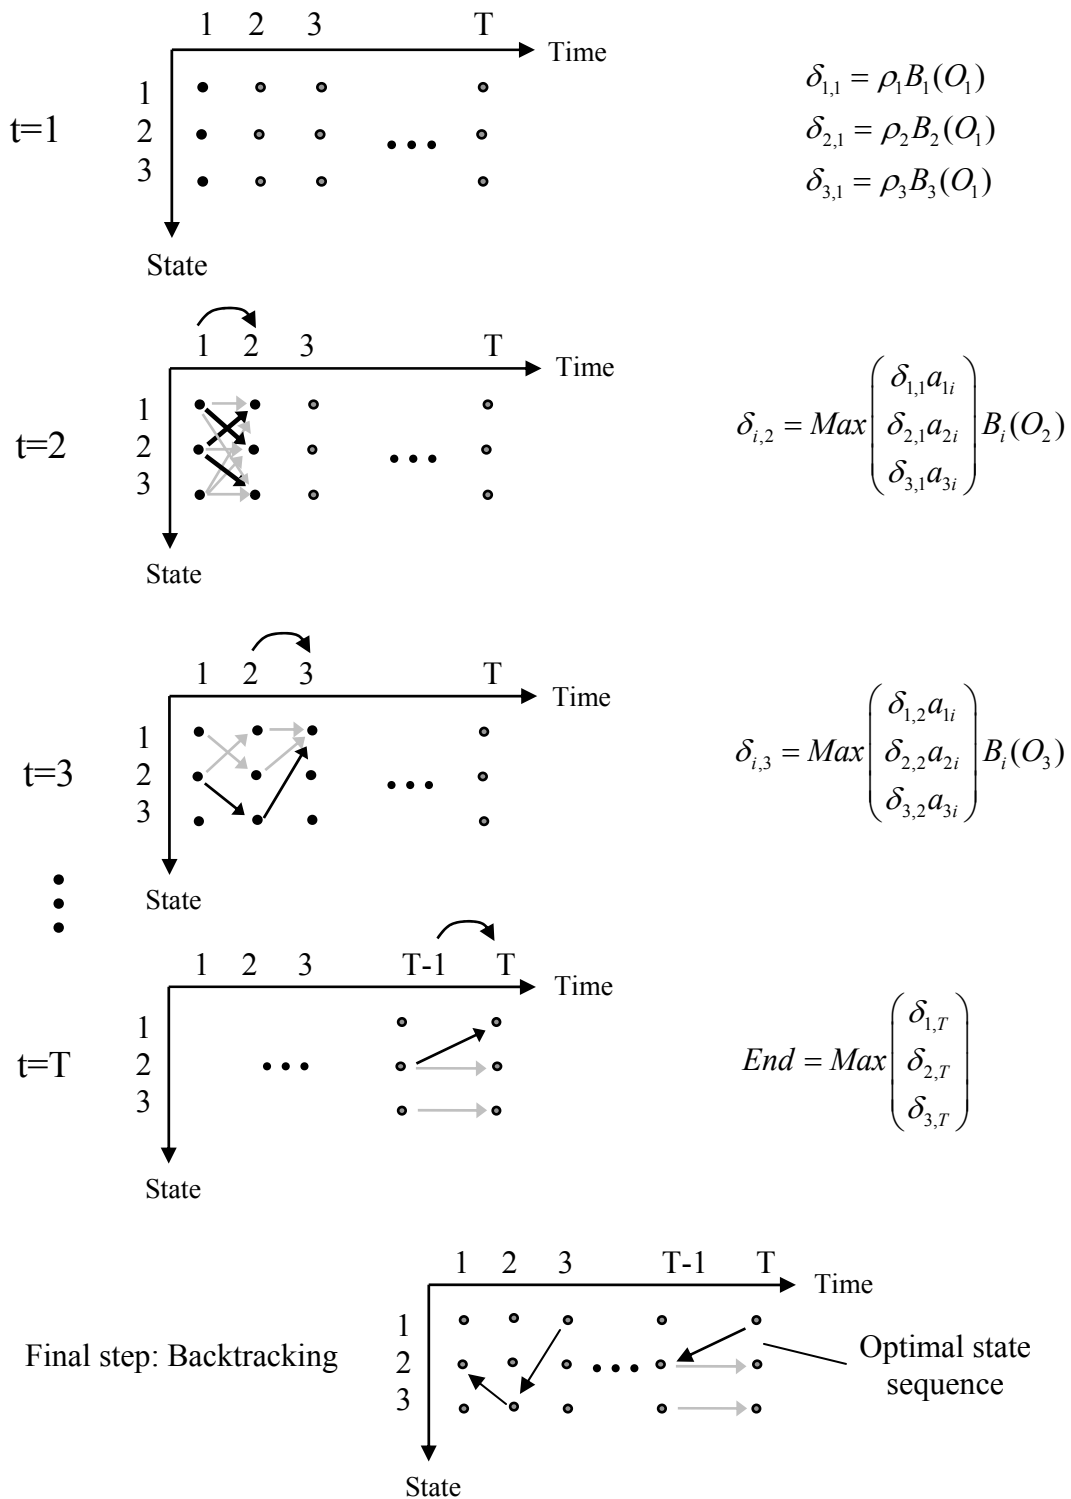 1 2 3 T
Time
1
t=1 2
3
State
δ1,1 = ρ1B1(O1)
δ2,1 = ρ2B2(O1)
δ3,1 = ρ3B3(O1)
1 2 3 T
Time
1
t=2 2
3
State
δi,2 = Max ( δ1,1a1i
δ2,1a2i
δ3,1a3i ) Bi(O2)
1 2 3 T
Time
1
t=3 2
3
State
δi,3 = Max ( δ1,2a1i
δ2,2a2i
δ3,2a3i ) Bi(O3)
1 2 3 T-1 T
Time
1
t=T 2
3
State
End = Max ( δ1,T
δ2,T
δ3,T )
1 2 3 T-1 T
Time
1
2
3
State
Final step: Backtracking
Optimal state
sequence